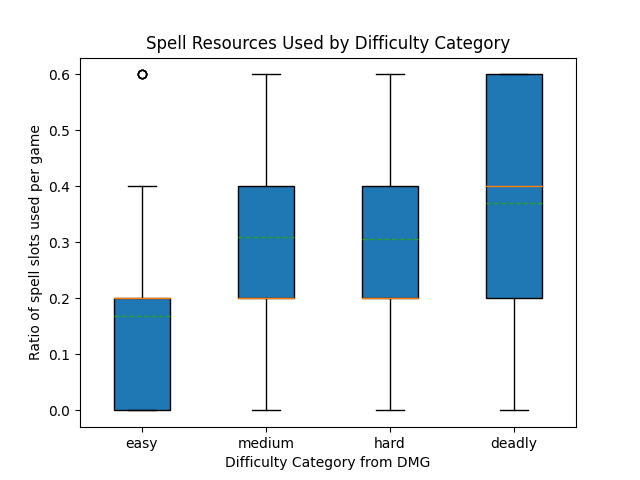 Spell Resources Used by Difficulty Category
Ratio of spell slots used per game
0.6
0.5
0.4
0.3
0.2
0.1
0.0
easy medium hard deadly
Difficulty Category from DMG